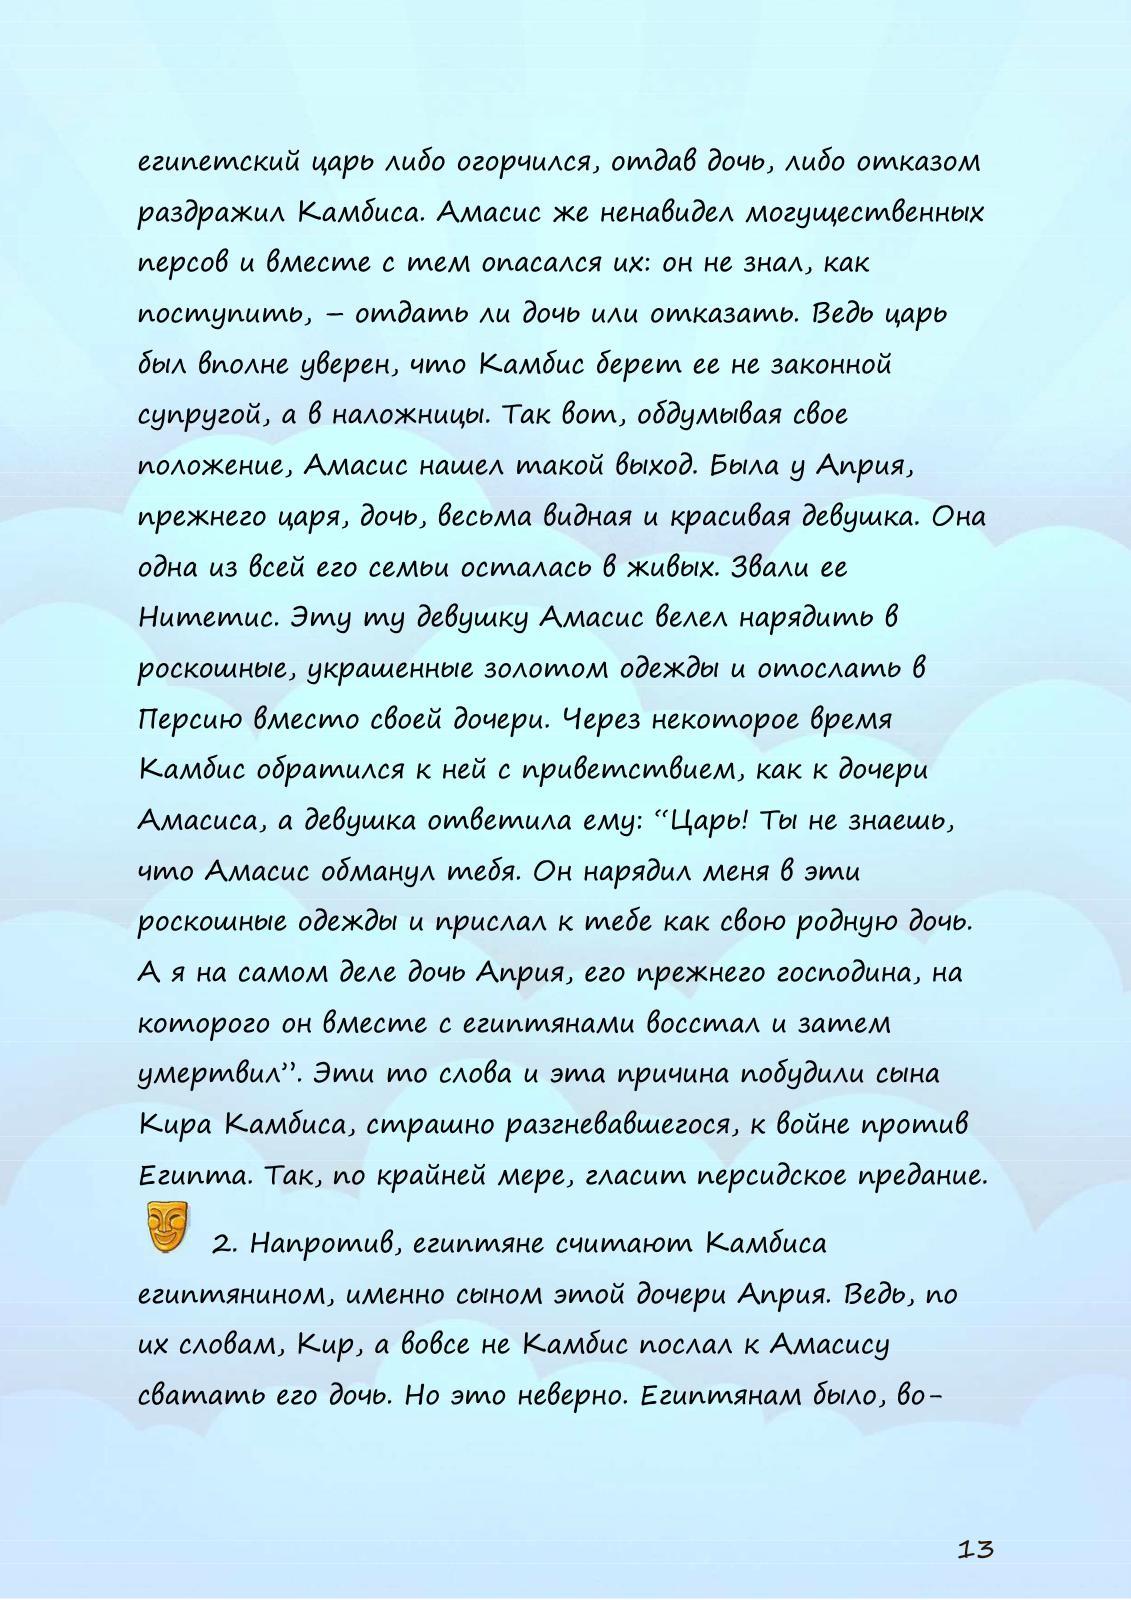 египетский царь либо огорчился, отдав дочь, либо отказом
раздражил Камбиса. Амасис же ненавидел могущественных
персов и вместе с тем опасался их: он не знал, как
поступить, – отдать ли дочь или отказать. Ведь царь
был вполне уверен, что Камбис берет ее не законной
супругой, а в наложницы. Так вот, обдумывая свое
положение, Амасис нашел такой выход. Была у Априя,
прежнего царя, дочь, весьма видная и красивая девушка. Она
одна из всей его семьи осталась в живых. Звали ее
Нитетис. Эту ту девушку Амасис велел нарядить в
роскошные, украшенные золотом одежды и отослать в
Персию вместо своей дочери. Через некоторое время
Камбис обратился к ней с приветствием, как к дочери
Амасиса, а девушка ответила ему: “Царь! Ты не знаешь,
что Амасис обманул тебя. Он нарядил меня в эти
роскошные одежды и прислал к тебе как свою родную дочь.
А я на самом деле дочь Априя, его прежнего господина, на
которого он вместе с египтянами восстал и затем
умертвил”. Эти то слова и эта причина побудили сына
Кира Камбиса, страшно разгневавшегося, к войне против
Египта. Так, по крайней мере, гласит персидское предание.
2. Напротив, египтяне считают Камбиса
египтянином, именно сыном этой дочери Априя. Ведь, по
их словам, Кир, а вовсе не Камбис послал к Амасису
сватать его дочь. Но это неверно. Египтянам было, во-
13